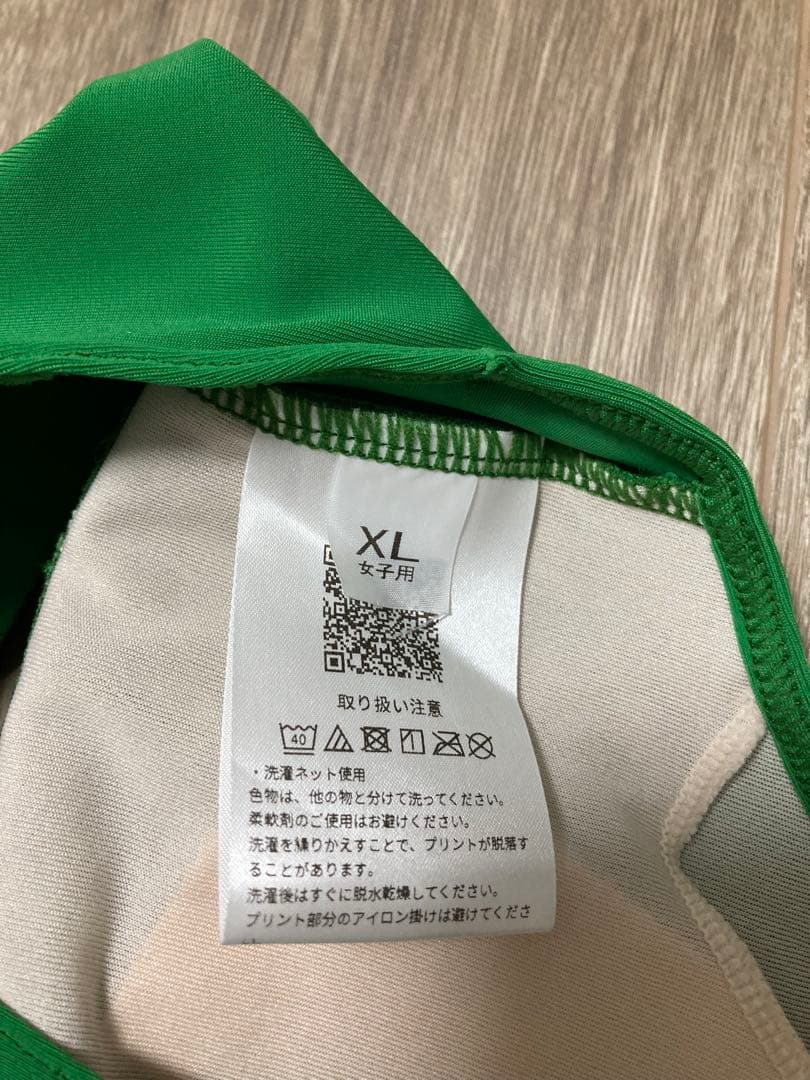 XL
女子用
取り扱い注意
40
・洗濯ネット使用
色物は、他の物と分けて洗ってください。
柔軟剤のご使用はお避けください。
洗濯を繰りかえすことで、プリントが脱落す
ることがあります。
洗濯後はすぐに脱水乾燥してください。
プリント部分のアイロン掛けは避けてくださ